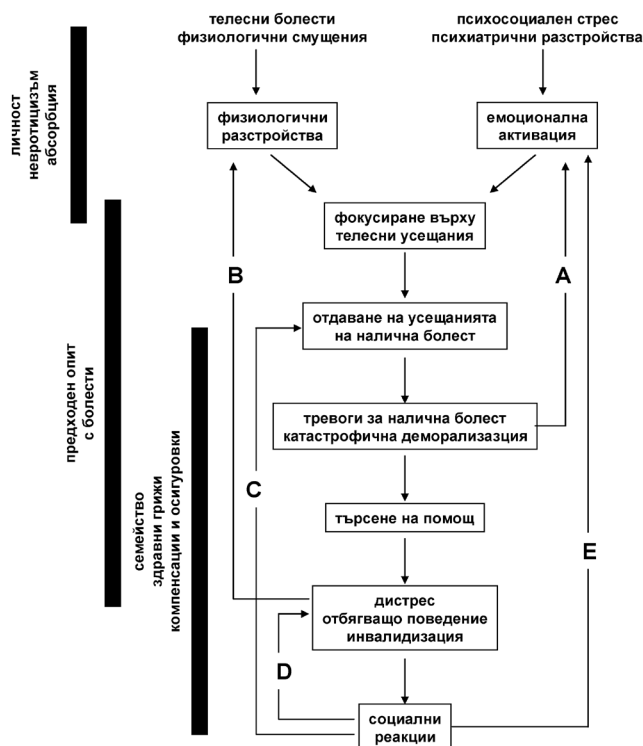 телесни болести
физиологични смущения
психосоциален стрес
психиатрични разстройства
физиологични
разстройства
емоционална
активация
личност
невротицизъм
абсорбция
фокусиране върху
телесни усещания
B
A
отдаване на усещанията
на налична болест
предходен опит
с болести
тревоги за налична болест
катастрофична деморализазция
C
семейство
здравни грижи
компенсации и осигуровки
търсене на помощ
E
дистрес
отбягващо поведение
инвалидизация
D
социални
реакции